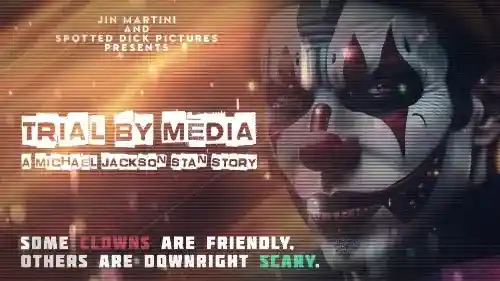 JIN MARTINI
AND
SPOTTED DICK PICTURES
PRESENTS
TRIAL BY MEDIA
A MICHAEL JACKSON STAN STORY
SOME CLOWNS ARE FRIENDLY.
OTHERS ARE DOWNRIGHT SCARY.